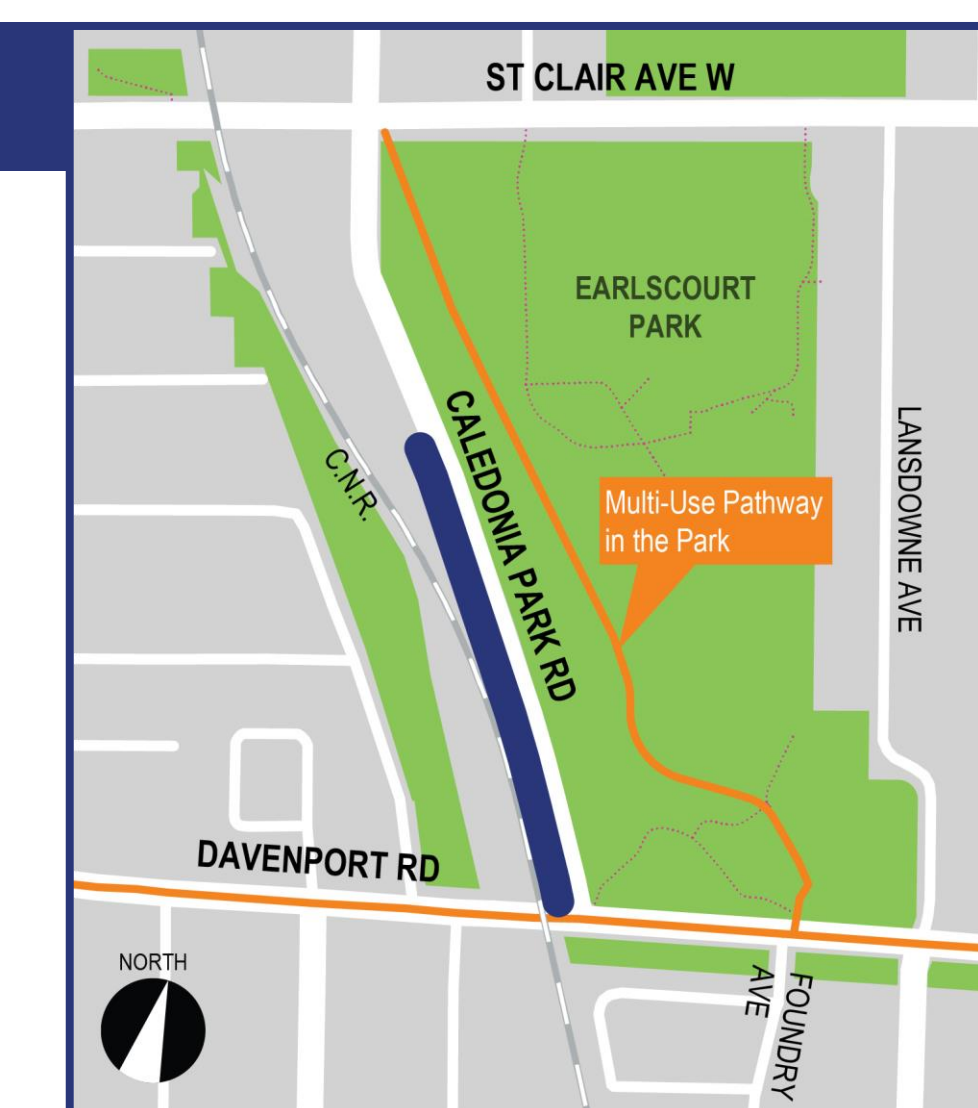 ST CLAIR AVE W
EARLSCOURT
PARK
CALEDONIA PARK RD
C.N.R.
LANSDOWNE AVE
Multi-Use Pathway
in the Park
DAVENPORT RD
NORTH
FOUNDRY
AVE